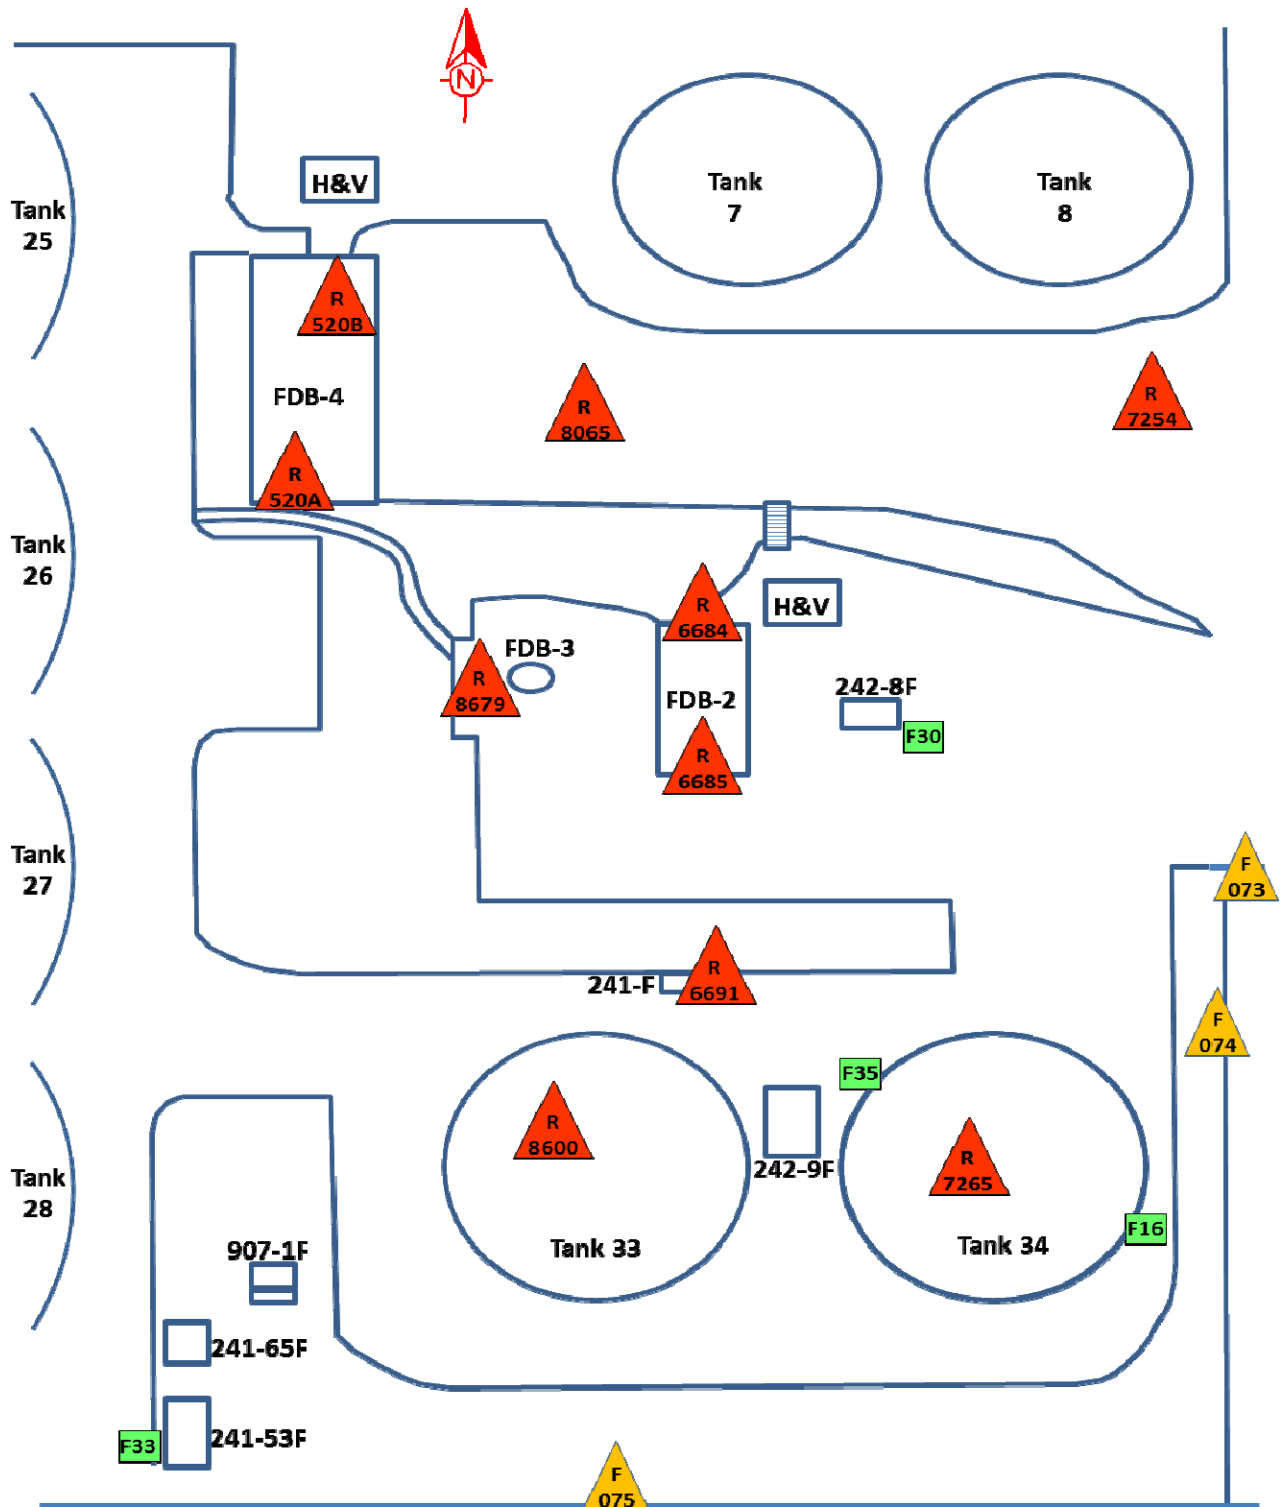 N
H&V
Tank
7
Tank
8
Tank
25
R
520B
FDB-4
R
8065
R
7254
R
520A
Tank
26
R
6684
H&V
FDB-3
R
8679
FDB-2
242-8F
F30
R
6685
Tank
27
F
073
R
6691
241-F
F
074
F35
R
8600
242-9F
R
7265
Tank
28
F16
Tank 33
Tank 34
907-1F
241-65F
241-53F
F33
F
075